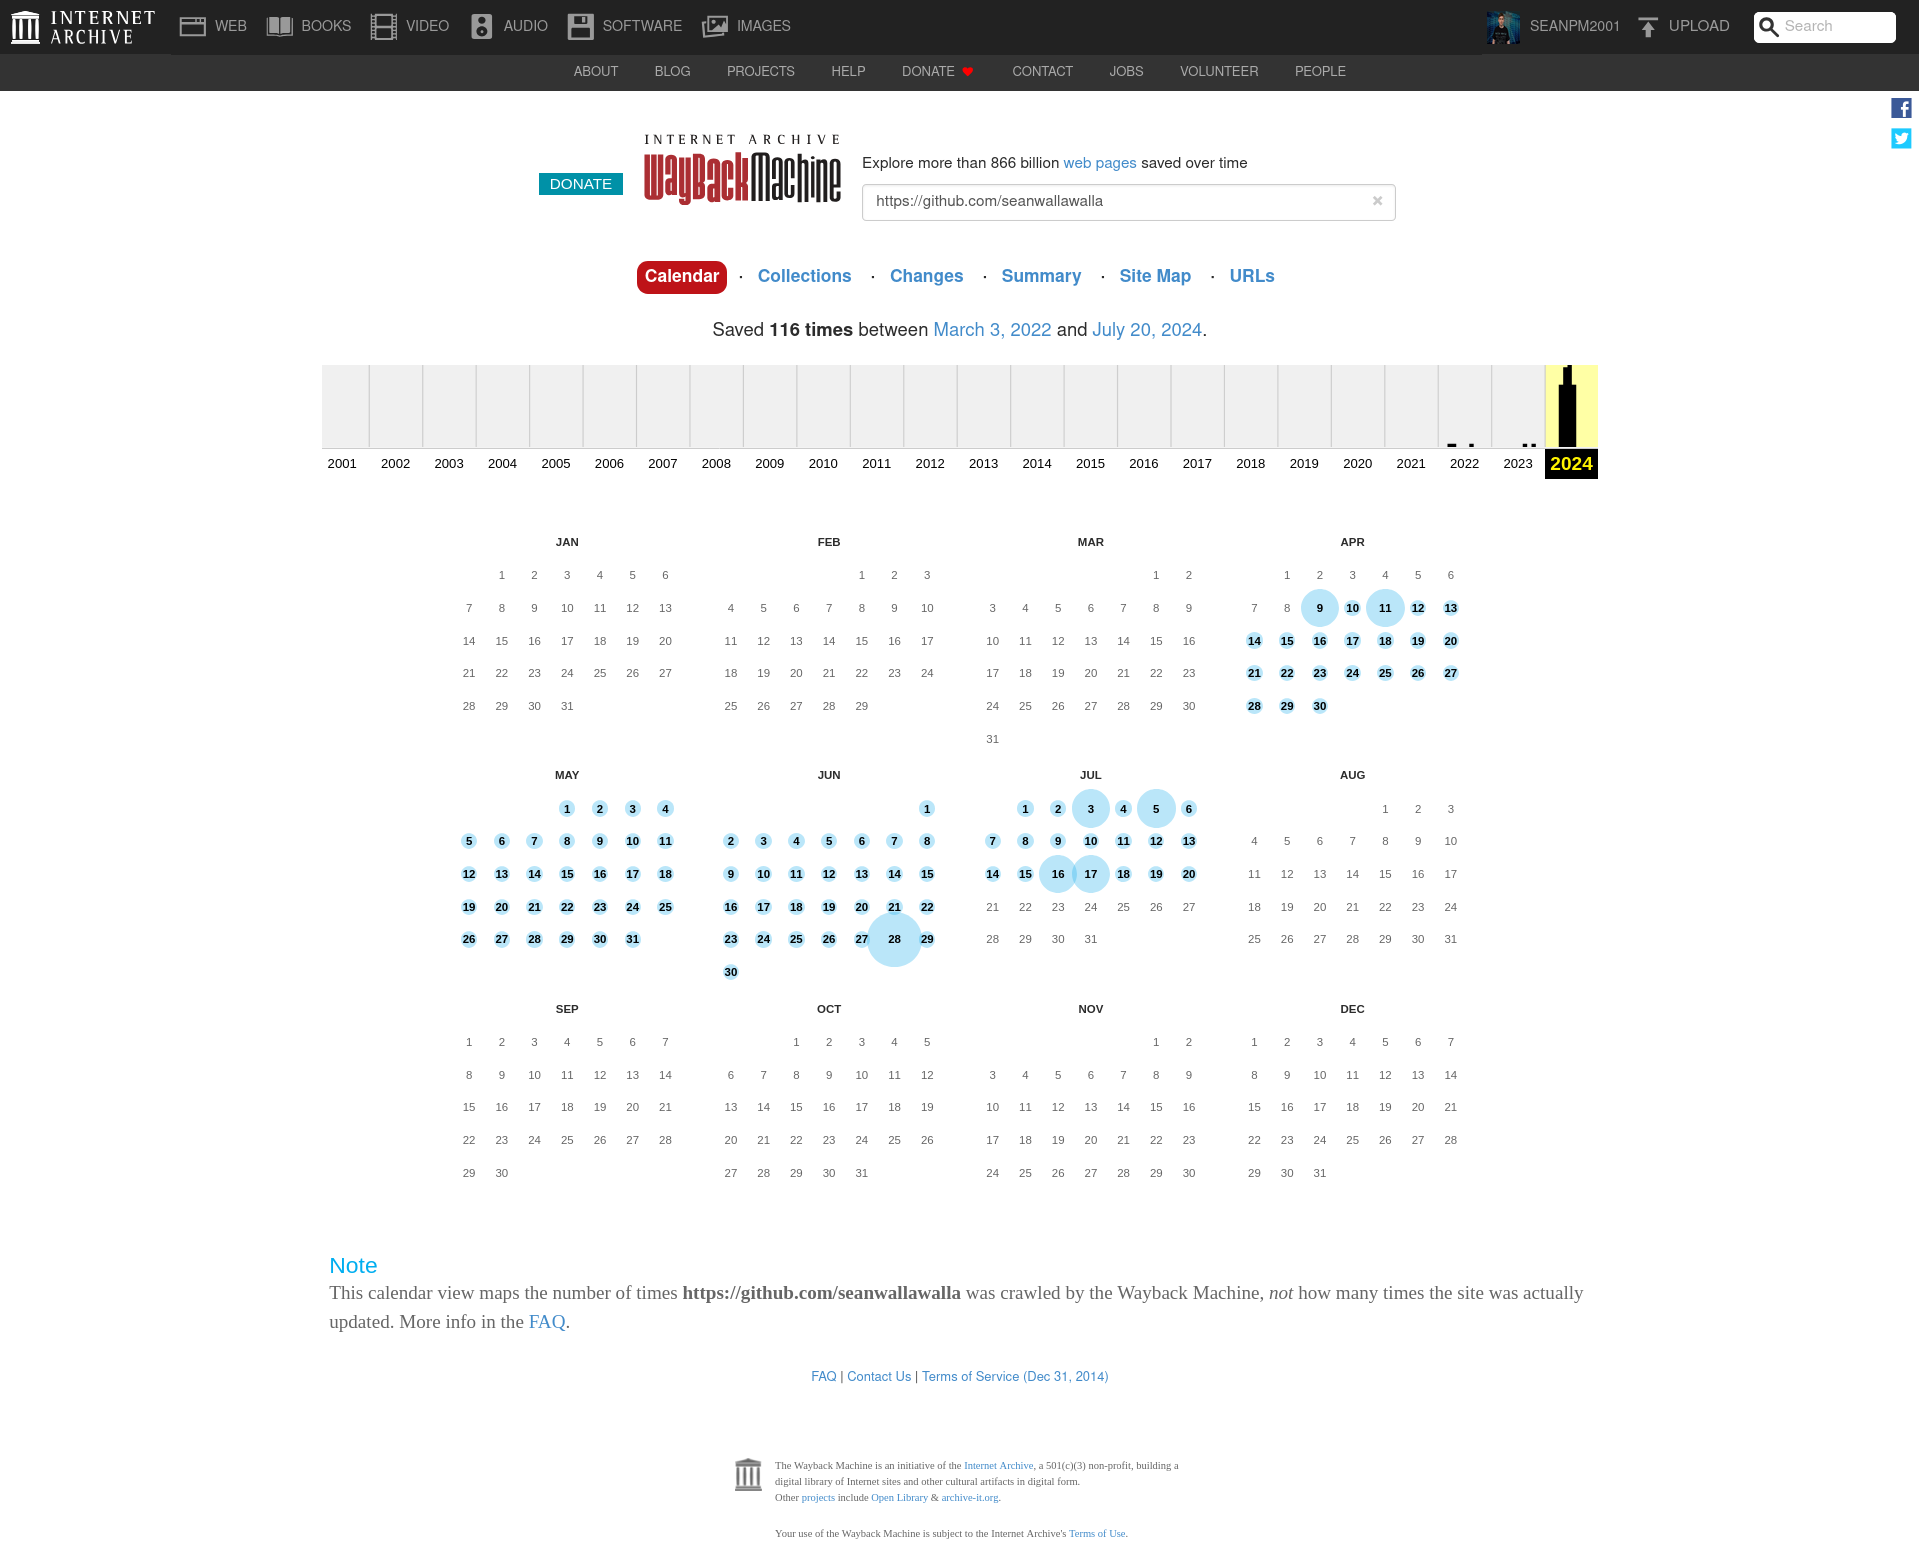 INTERNET ARCHIVE WEB BOOKS VIDEO AUDIO SOFTWARE IMAGES SEANPM2001 UPLOAD Search
ABOUT BLOG PROJECTS HELP DONATE CONTACT JOBS VOLUNTEER PEOPLE
DONATE
INTERNET ARCHIVE
WayBackMachine
Explore more than 866 billion web pages saved over time
https://github.com/seanwallawalla ×
Calendar · Collections · Changes · Summary · Site Map · URLs
Saved 116 times between March 3, 2022 and July 20, 2024.
2001 2002 2003 2004 2005 2006 2007 2008 2009 2010 2011 2012 2013 2014 2015 2016 2017 2018 2019 2020 2021 2022 2023 2024
JAN
1 2 3 4 5 6
7 8 9 10 11 12 13
14 15 16 17 18 19 20
21 22 23 24 25 26 27
28 29 30 31
FEB
1 2 3
4 5 6 7 8 9 10
11 12 13 14 15 16 17
18 19 20 21 22 23 24
25 26 27 28 29
MAR
1 2
3 4 5 6 7 8 9
10 11 12 13 14 15 16
17 18 19 20 21 22 23
24 25 26 27 28 29 30
31
APR
1 2 3 4 5 6
7 8 9 10 11 12 13
14 15 16 17 18 19 20
21 22 23 24 25 26 27
28 29 30
MAY
1 2 3 4
5 6 7 8 9 10 11
12 13 14 15 16 17 18
19 20 21 22 23 24 25
26 27 28 29 30 31
JUN
1
2 3 4 5 6 7 8
9 10 11 12 13 14 15
16 17 18 19 20 21 22
23 24 25 26 27 28 29
30
JUL
1 2 3 4 5 6
7 8 9 10 11 12 13
14 15 16 17 18 19 20
21 22 23 24 25 26 27
28 29 30 31
AUG
1 2 3
4 5 6 7 8 9 10
11 12 13 14 15 16 17
18 19 20 21 22 23 24
25 26 27 28 29 30 31
SEP
1 2 3 4 5 6 7
8 9 10 11 12 13 14
15 16 17 18 19 20 21
22 23 24 25 26 27 28
29 30
OCT
1 2 3 4 5
6 7 8 9 10 11 12
13 14 15 16 17 18 19
20 21 22 23 24 25 26
27 28 29 30 31
NOV
1 2
3 4 5 6 7 8 9
10 11 12 13 14 15 16
17 18 19 20 21 22 23
24 25 26 27 28 29 30
DEC
1 2 3 4 5 6 7
8 9 10 11 12 13 14
15 16 17 18 19 20 21
22 23 24 25 26 27 28
29 30 31
Note
This calendar view maps the number of times https://github.com/seanwallawalla was crawled by the Wayback Machine, not how many times the site was actually
updated. More info in the FAQ.
FAQ | Contact Us | Terms of Service (Dec 31, 2014)
The Wayback Machine is an initiative of the Internet Archive, a 501(c)(3) non-profit, building a
digital library of Internet sites and other cultural artifacts in digital form.
Other projects include Open Library & archive-it.org.
Your use of the Wayback Machine is subject to the Internet Archive's Terms of Use.